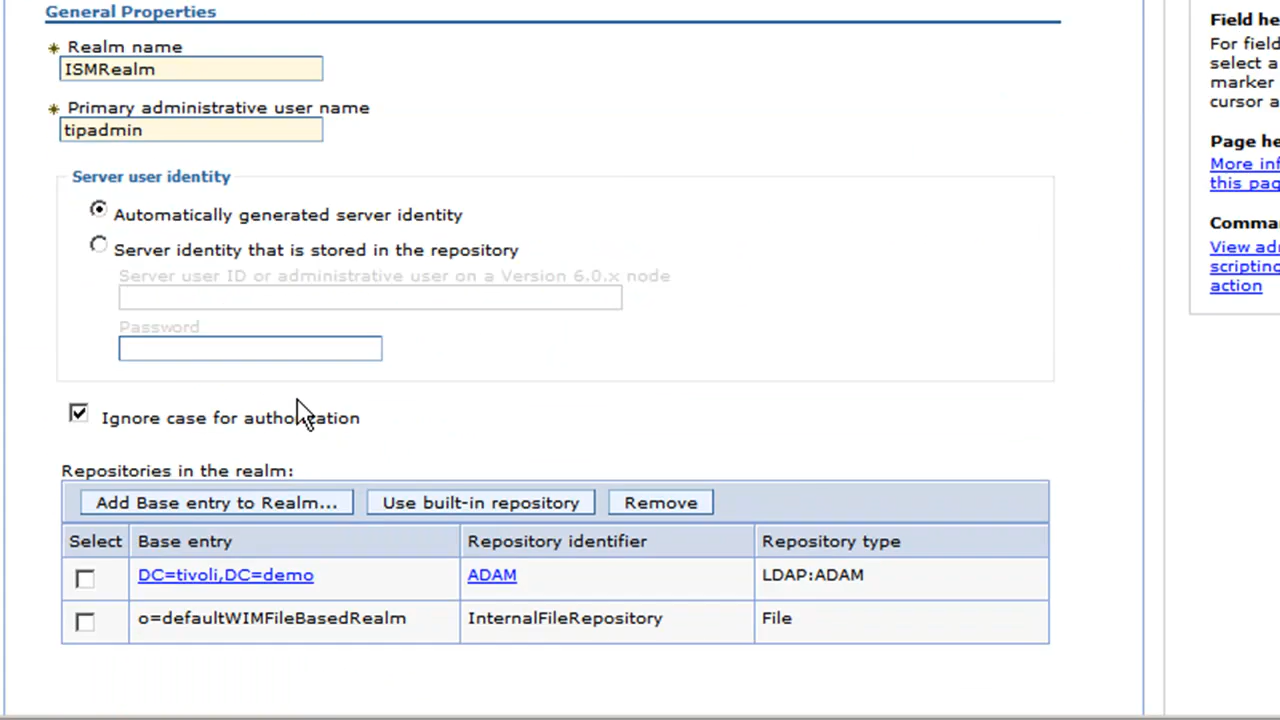 General Properties
Realm name
ISMRealm
Primary administrative user name
tipadmin
Server user identity
Automatically generated server identity
Server identity that is stored in the repository
Server user ID or administrative user on a Version 6.0.x node
Password
Ignore case for authorization
Repositories in the realm:
Add Base entry to Realm... Use built-in repository Remove
Select Base entry Repository identifier Repository type
DC=tivoli,DC=demo ADAM LDAP:ADAM
o=defaultWIMFileBasedRealm InternalFileRepository File
Field he
For field
select a
marker
cursor a
Page he
More inf
this pag
Comma
View adm
scripting
action